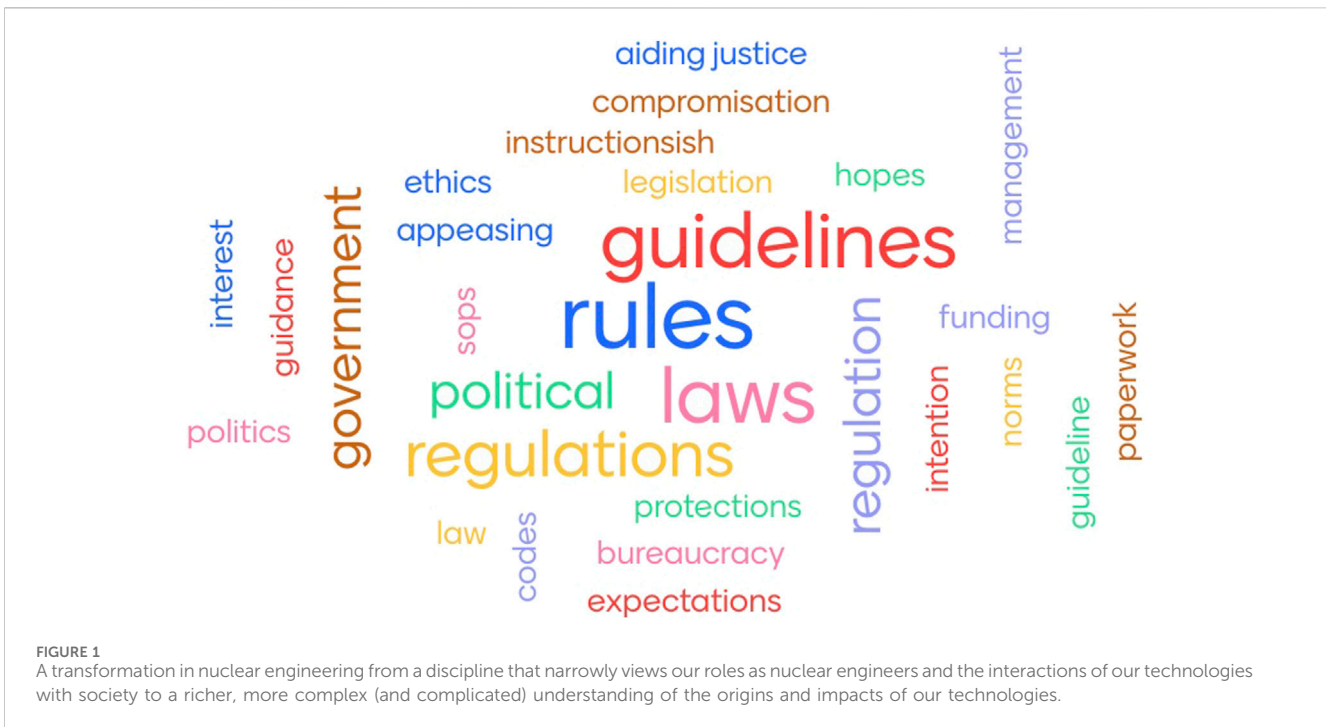 aiding justice
management
compromisation
instructionsish
ethics
legislation
hopes
government
interest
appeasing
guidelines
guidance
sops
rules
regulation
funding
paperwork
political
laws
intention
norms
guideline
politics
regulations
protections
law
codes
bureaucracy
expectations
FIGURE 1
A transformation in nuclear engineering from a discipline that narrowly views our roles as nuclear engineers and the interactions of our technologies
with society to a richer, more complex (and complicated) understanding of the origins and impacts of our technologies.